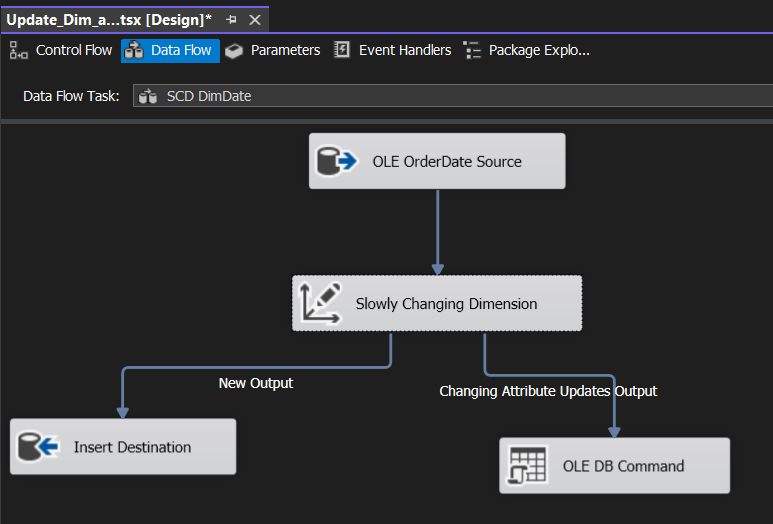 Update_Dim_a...tsx [Design]*
Control Flow
Data Flow
Parameters
Event Handlers
Package Explo...
Data Flow Task:
SCD DimDate
OLE OrderDate Source
Slowly Changing Dimension
New Output
Changing Attribute Updates Output
Insert Destination
OLE DB Command